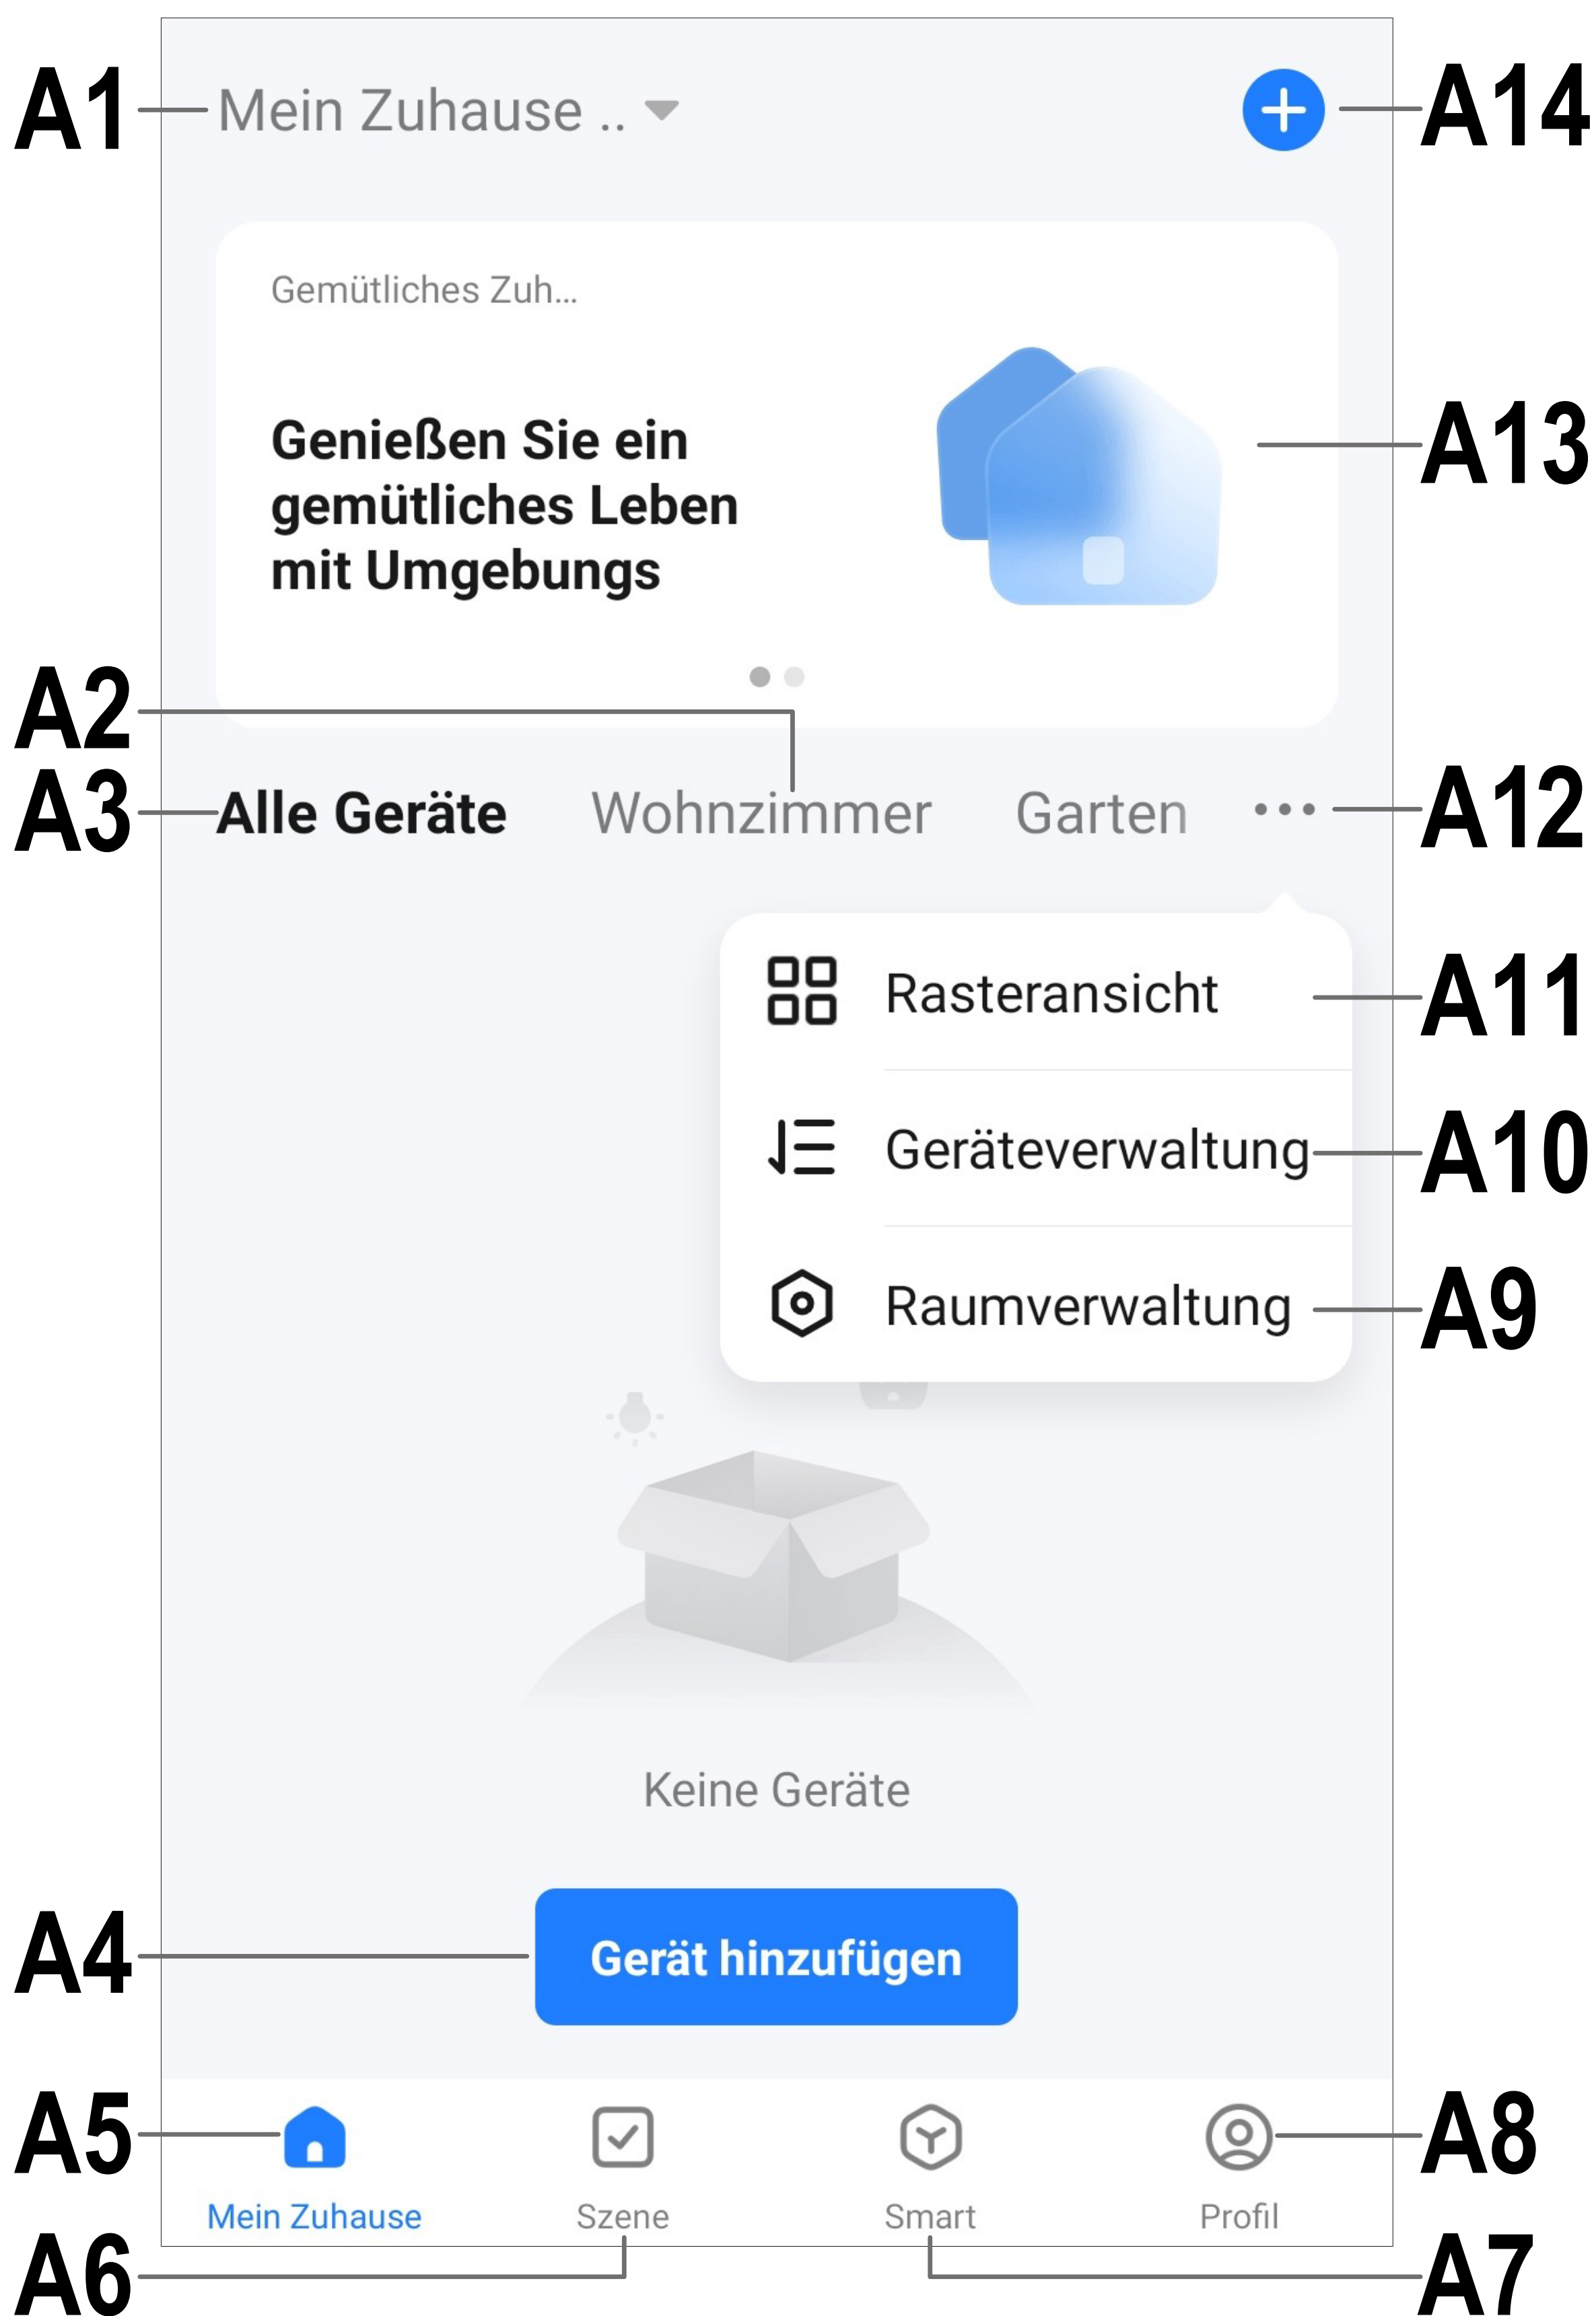 A1
Mein Zuhause ..
A14
Gemütliches Zuh...
Genießen Sie ein
gemütliches Leben
mit Umgebungs
A13
A2
A3
Alle Geräte Wohnzimmer Garten
A12
Rasteransicht
A11
Geräteverwaltung
A10
Raumverwaltung
A9
Keine Geräte
A4
Gerät hinzufügen
A5
A8
Mein Zuhause Szene Smart Profil
A6
A7